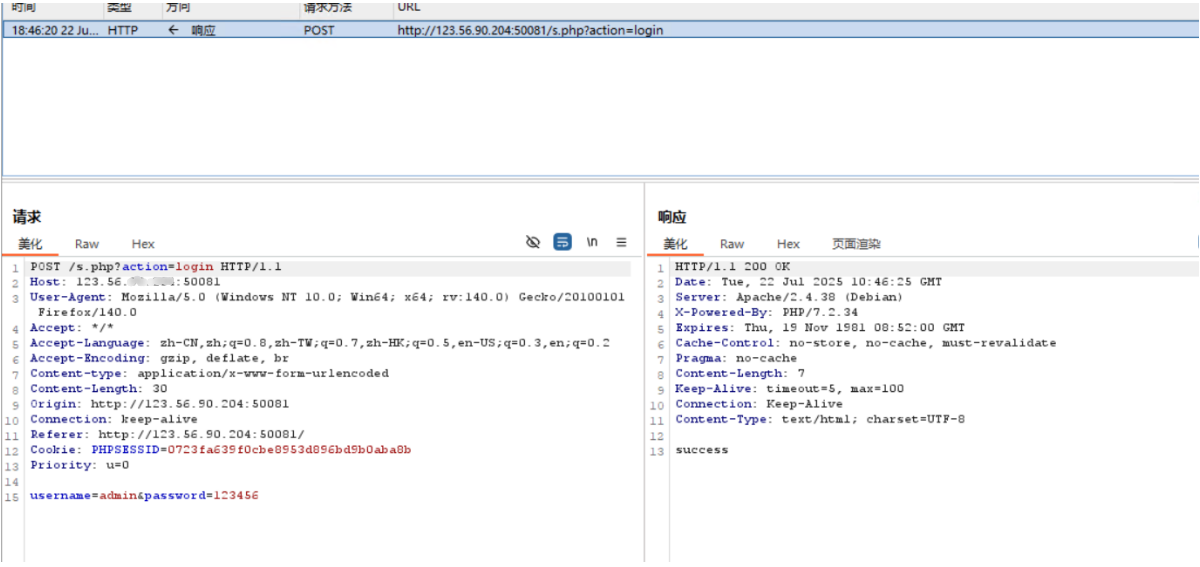 时间 类型 方向 请求方法 URL
18:46:20 22 Ju... HTTP ← 响应 POST http://123.56.90.204:50081/s.php?action=login
请求
美化 Raw Hex \n
1 POST /s.php?action=login HTTP/1.1
2 Host: 123.56. :50081
3 User-Agent: Mozilla/5.0 (Windows NT 10.0; Win64; x64; rv:140.0) Gecko/20100101
Firefox/140.0
4 Accept: */*
5 Accept-Language: zh-CN,zh;q=0.8,zh-TW;q=0.7,zh-HK;q=0.5,en-US;q=0.3,en;q=0.2
6 Accept-Encoding: gzip, deflate, br
7 Content-type: application/x-www-form-urlencoded
8 Content-Length: 30
9 Origin: http://123.56.90.204:50081
10 Connection: keep-alive
11 Referer: http://123.56.90.204:50081/
12 Cookie: PHPSESSID=0723fa639f0cbe8953d896bd9b0aba8b
13 Priority: u=0
14
15 username=admin&password=123456
响应
美化 Raw Hex 页面渲染
1 HTTP/1.1 200 OK
2 Date: Tue, 22 Jul 2025 10:46:25 GMT
3 Server: Apache/2.4.38 (Debian)
4 X-Powered-By: PHP/7.2.34
5 Expires: Thu, 19 Nov 1981 08:52:00 GMT
6 Cache-Control: no-store, no-cache, must-revalidate
7 Pragma: no-cache
8 Content-Length: 7
9 Keep-Alive: timeout=5, max=100
10 Connection: Keep-Alive
11 Content-Type: text/html; charset=UTF-8
12
13 success